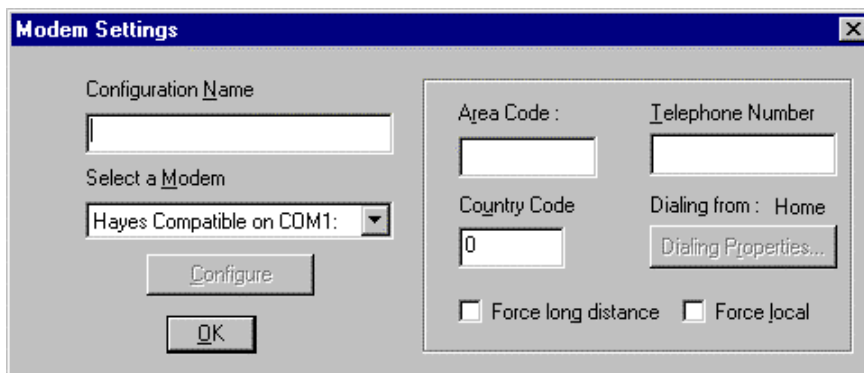 Modem Settings
Configuration Name
Select a Modem
Hayes Compatible on COM1:
Configure
OK
Area Code :
Telephone Number
Country Code
0
Dialing from : Home
Dialing Properties...
Force long distance
Force local